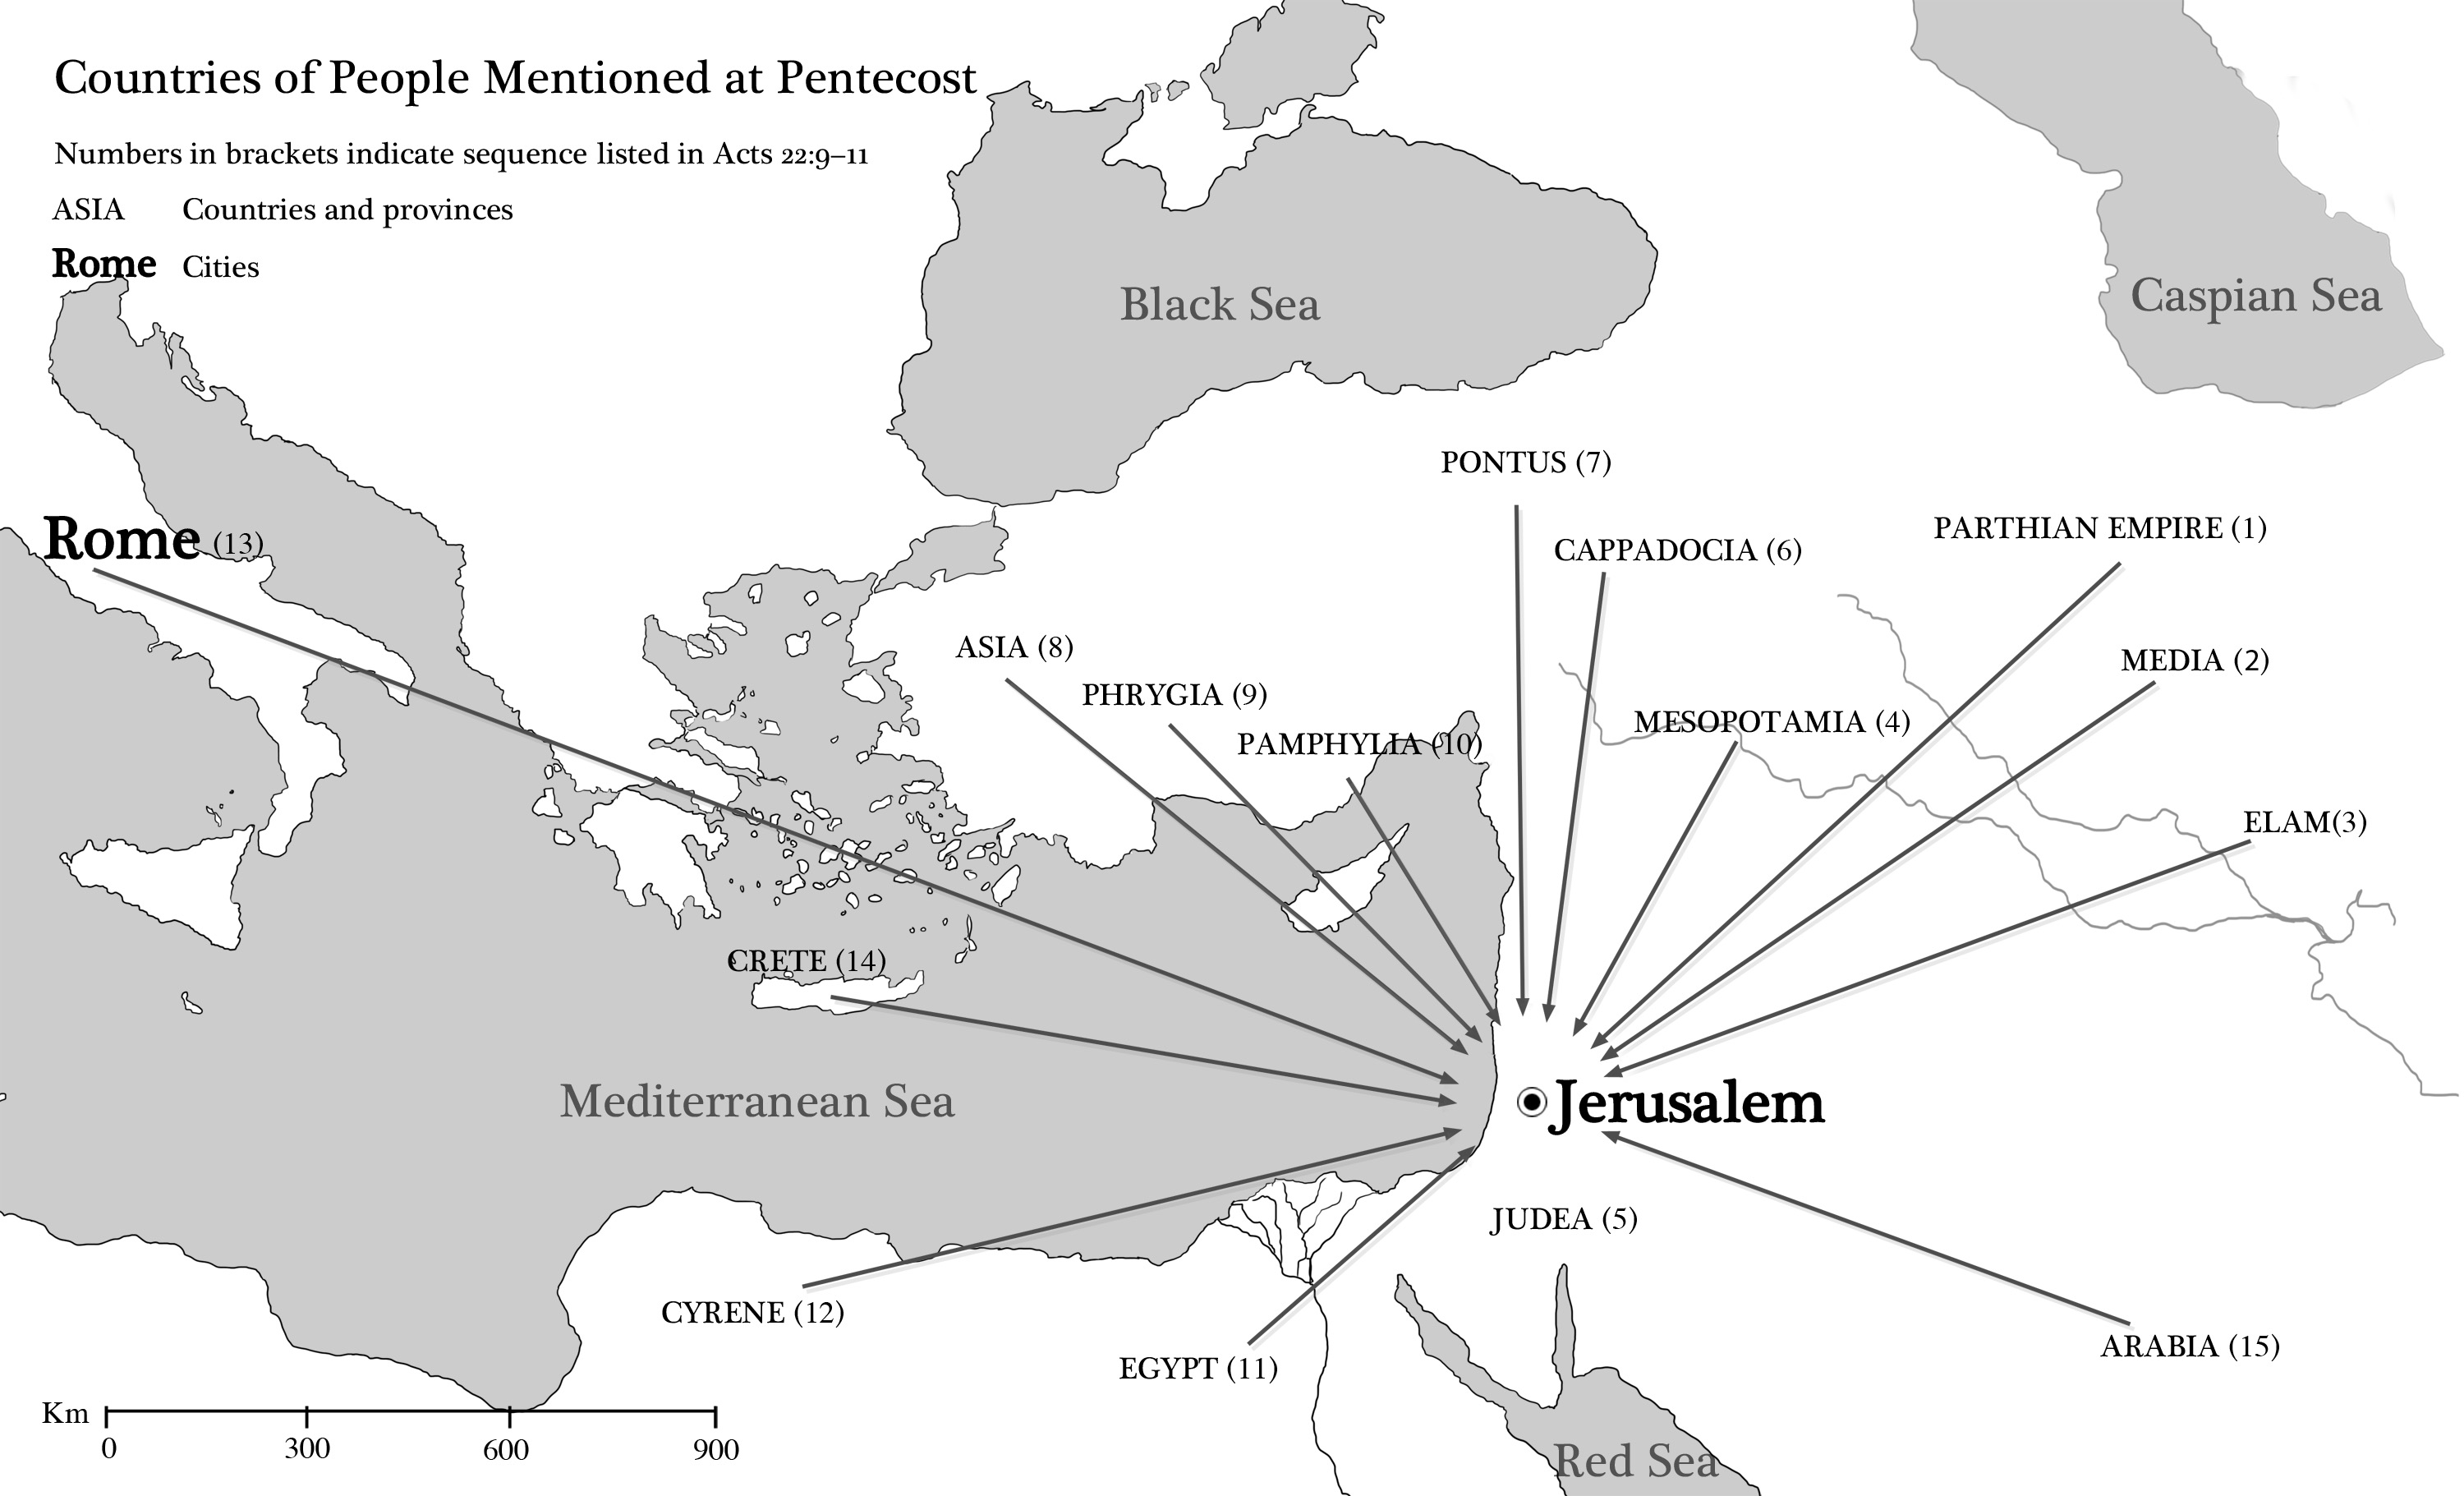 Countries of People Mentioned at Pentecost
Numbers in brackets indicate sequence listed in Acts 22:9–11
ASIA Countries and provinces
Rome Cities
Black Sea
Caspian Sea
PONTUS (7)
Rome (13)
CAPPADOCIA (6)
PARTHIAN EMPIRE (1)
ASIA (8)
MEDIA (2)
PHRYGIA (9)
MESOPOTAMIA (4)
PAMPHYLIA (10)
ELAM(3)
CRETE (14)
Mediterranean Sea
Jerusalem
JUDEA (5)
CYRENE (12)
ARABIA (15)
EGYPT (11)
Km
0 300 600 900
Red Sea